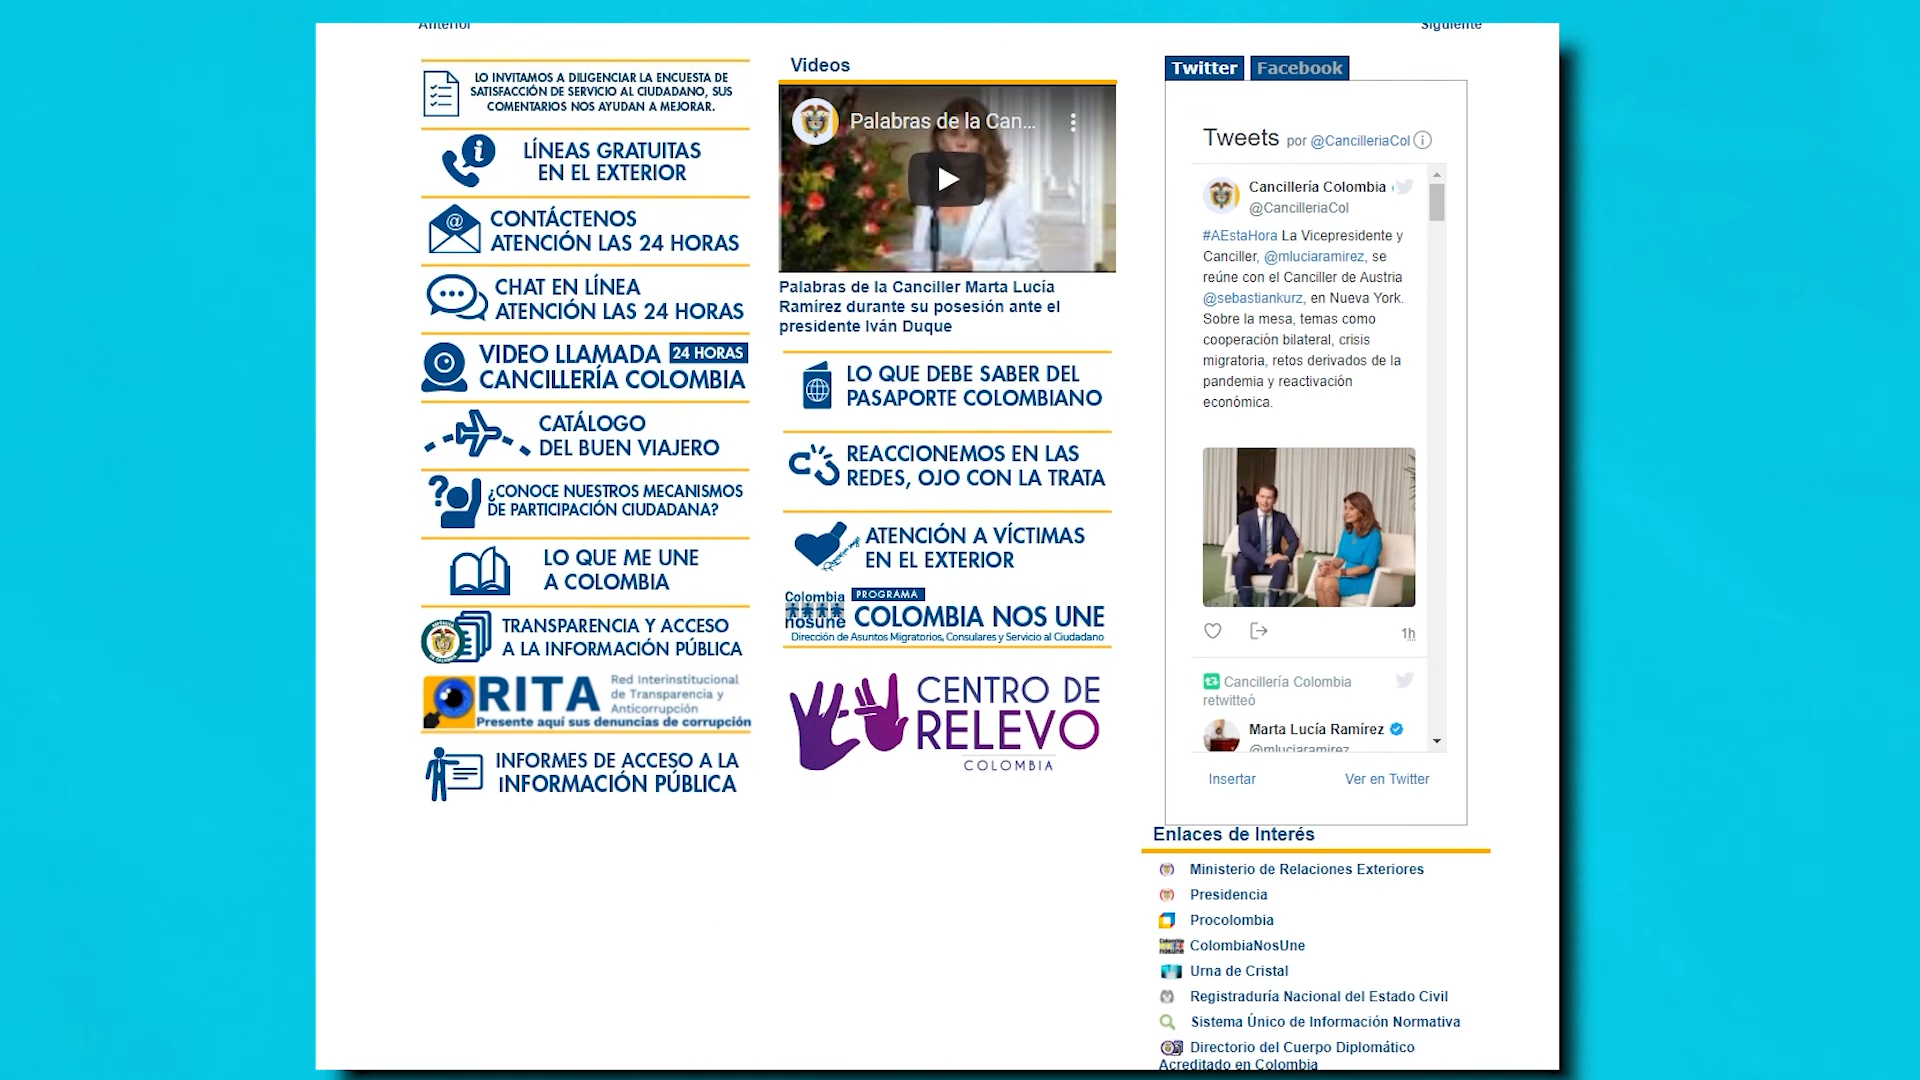 Anterior
Siguiente
LO INVITAMOS A DILIGENCIAR LA ENCUESTA DE
SATISFACCIÓN DE SERVICIO AL CIUDADANO, SUS
COMENTARIOS NOS AYUDAN A MEJORAR.
LÍNEAS GRATUITAS
EN EL EXTERIOR
CONTÁCTENOS
ATENCIÓN LAS 24 HORAS
CHAT EN LÍNEA
ATENCIÓN LAS 24 HORAS
VIDEO LLAMADA 24 HORAS
CANCILLERÍA COLOMBIA
CATÁLOGO
DEL BUEN VIAJERO
¿CONOCE NUESTROS MECANISMOS
DE PARTICIPACIÓN CIUDADANA?
LO QUE ME UNE
A COLOMBIA
TRANSPARENCIA Y ACCESO
A LA INFORMACIÓN PÚBLICA
RITA
Red Interinstitucional
de Transparencia y
Anticorrupción
Presente aquí sus denuncias de corrupción
INFORMES DE ACCESO A LA
INFORMACIÓN PÚBLICA
Videos
Palabras de la Can...
Palabras de la Canciller Marta Lucía
Ramírez durante su posesión ante el
presidente Iván Duque
LO QUE DEBE SABER DEL
PASAPORTE COLOMBIANO
REACCIONEMOS EN LAS
REDES, OJO CON LA TRATA
ATENCIÓN A VÍCTIMAS
EN EL EXTERIOR
Colombia
nosune
PROGRAMA
COLOMBIA NOS UNE
Dirección de Asuntos Migratorios, Consulares y Servicio al Ciudadano
CENTRO DE
RELEVO
COLOMBIA
Twitter Facebook
Tweets por @CancilleriaCol
Cancillería Colombia
@CancilleriaCol
#AEstaHora La Vicepresidente y
Canciller, @mluciaramirez, se
reúne con el Canciller de Austria
@sebastiankurz, en Nueva York.
Sobre la mesa, temas como
cooperación bilateral, crisis
migratoria, retos derivados de la
pandemia y reactivación
económica.
1h
Cancillería Colombia
retwitteó
Marta Lucía Ramírez
@mluciaramirez
Insertar
Ver en Twitter
Enlaces de Interés
Ministerio de Relaciones Exteriores
Presidencia
Procolombia
ColombiaNosUne
Urna de Cristal
Registraduría Nacional del Estado Civil
Sistema Único de Información Normativa
Directorio del Cuerpo Diplomático
Acreditado en Colombia